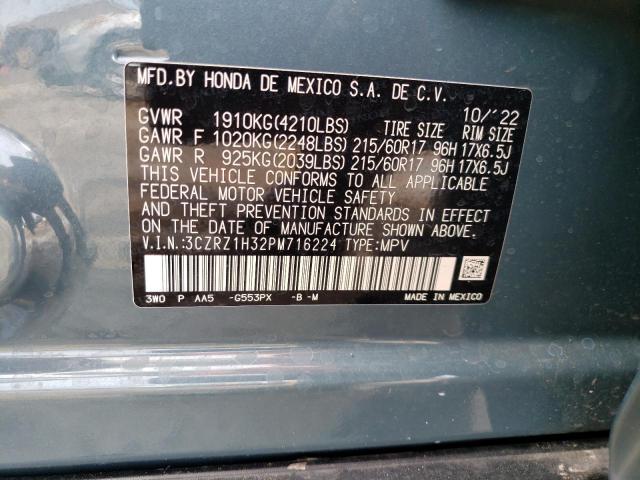 MFD.BY HONDA DE MEXICO S.A. DE C.V. 10/'22
GVWR 1910KG(4210LBS) TIRE SIZE RIM SIZE
GAWR F 1020KG(2248LBS) 215/60R17 96H 17X6.5J
GAWR R 925KG(2039LBS) 215/60R17 96H 17X6.5J
THIS VEHICLE CONFORMS TO ALL APPLICABLE
FEDERAL MOTOR VEHICLE SAFETY
AND THEFT PREVENTION STANDARDS IN EFFECT
ON THE DATE OF MANUFACTURE SHOWN ABOVE.
V.I.N.:3CZRZ1H32PM716224 TYPE:MPV
3W0 P AA5 -G553PX -B -M MADE IN MEXICO